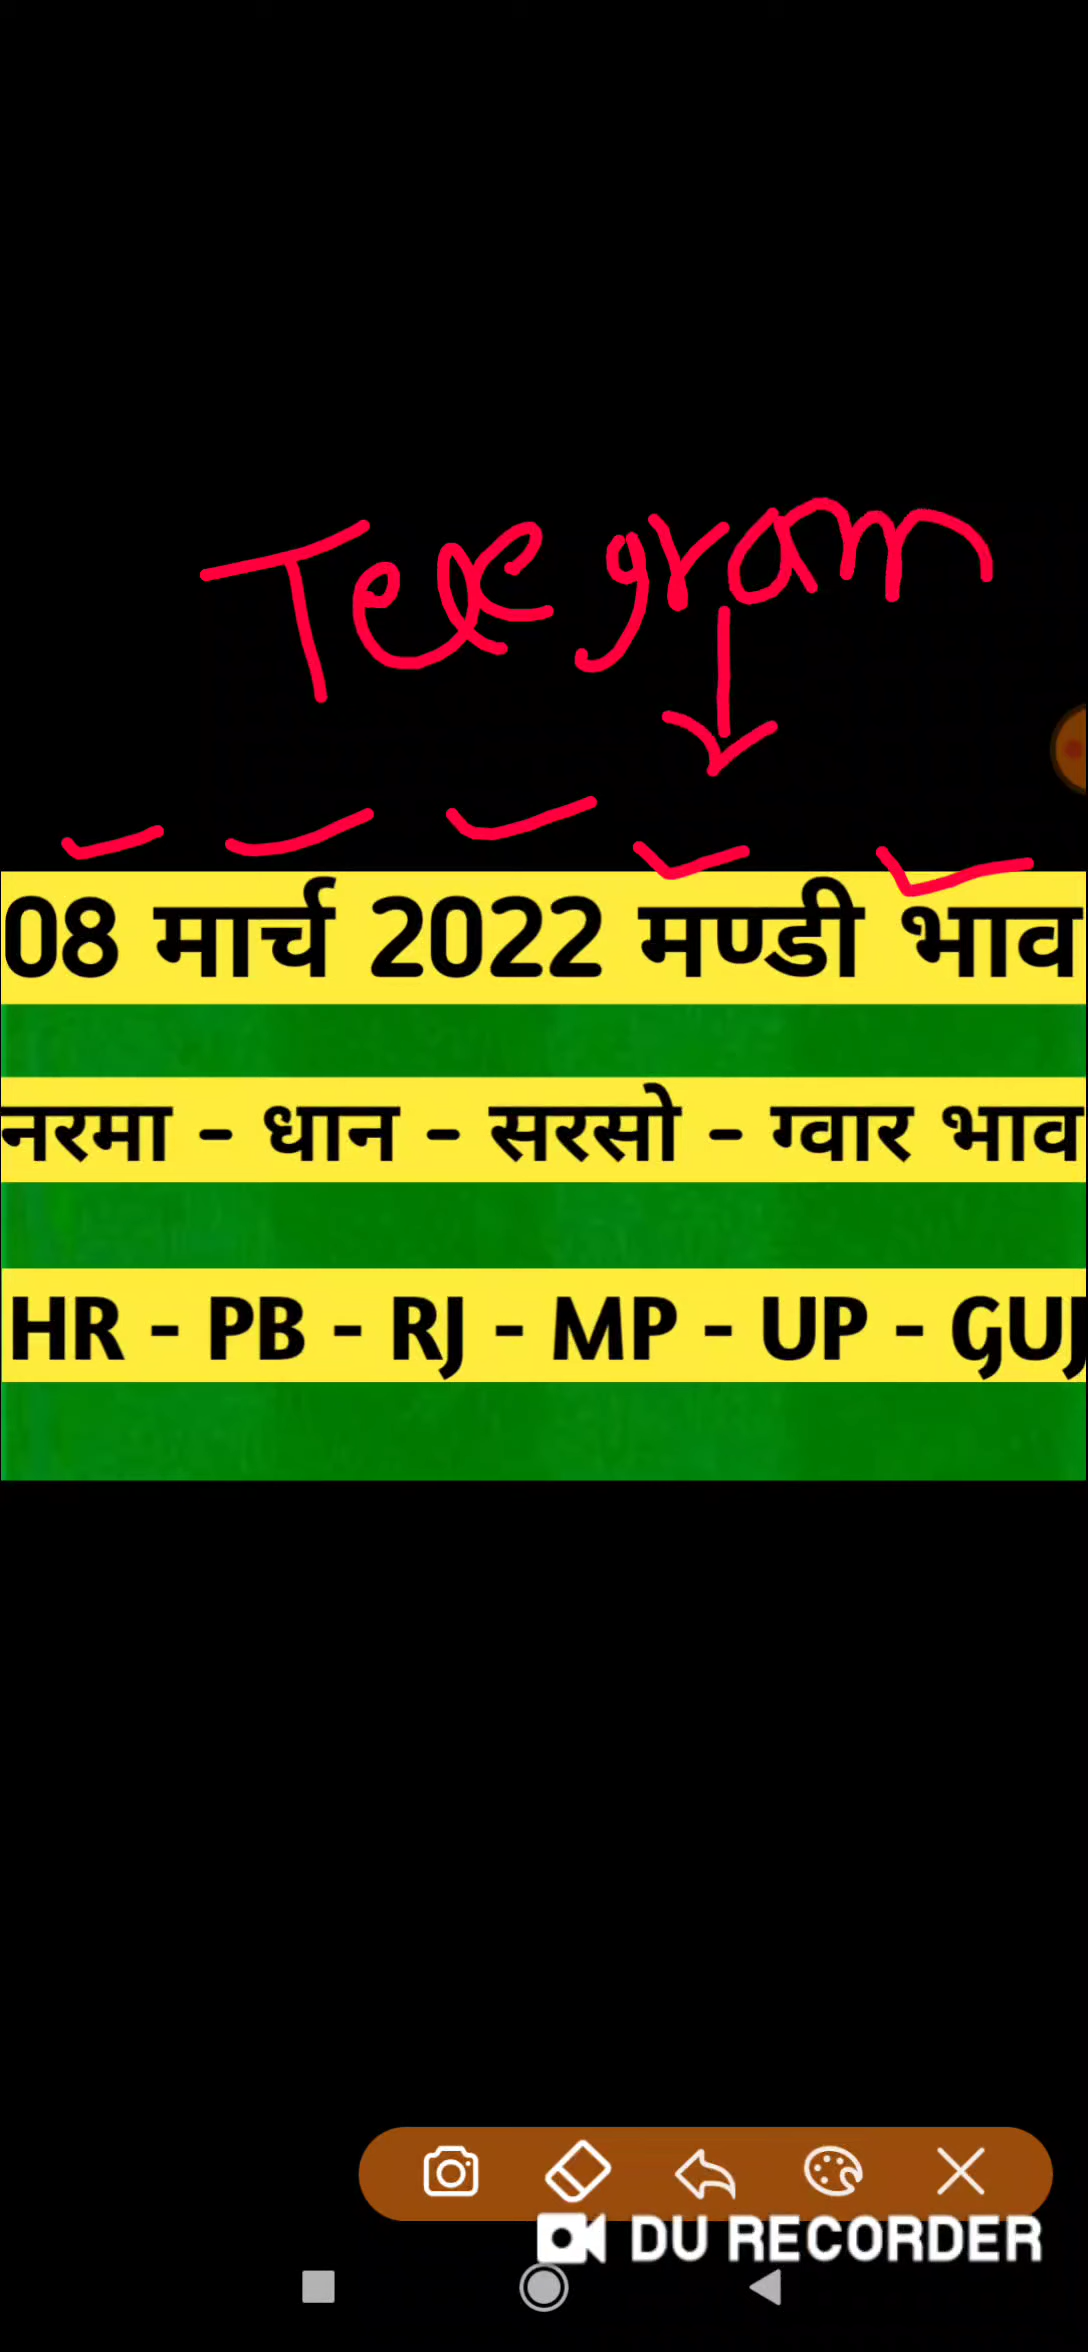 Telegram
08 मार्च 2022 मण्डी भाव
नरमा - धान - सरसो - ग्वार भाव
HR - PB - RJ - MP - UP - GUJ
DU RECORDER